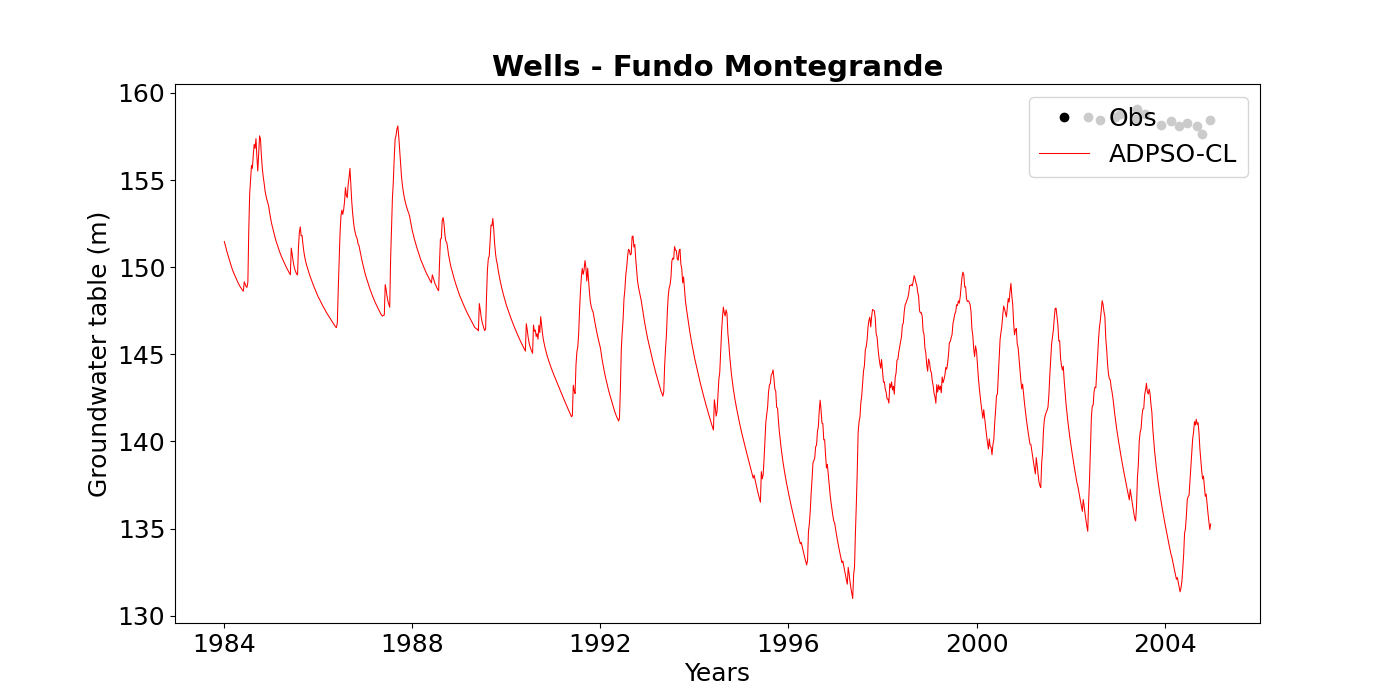 Wells - Fundo Montegrande
Obs
ADPSO-CL
Groundwater table (m)
160
155
150
145
140
135
130
1984 1988 1992 1996 2000 2004
Years